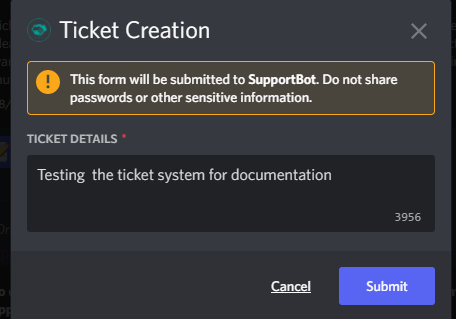 Ticket Creation
This form will be submitted to SupportBot. Do not share
passwords or other sensitive information.
TICKET DETAILS *
Testing  the ticket system for documentation
3956
Cancel
Submit